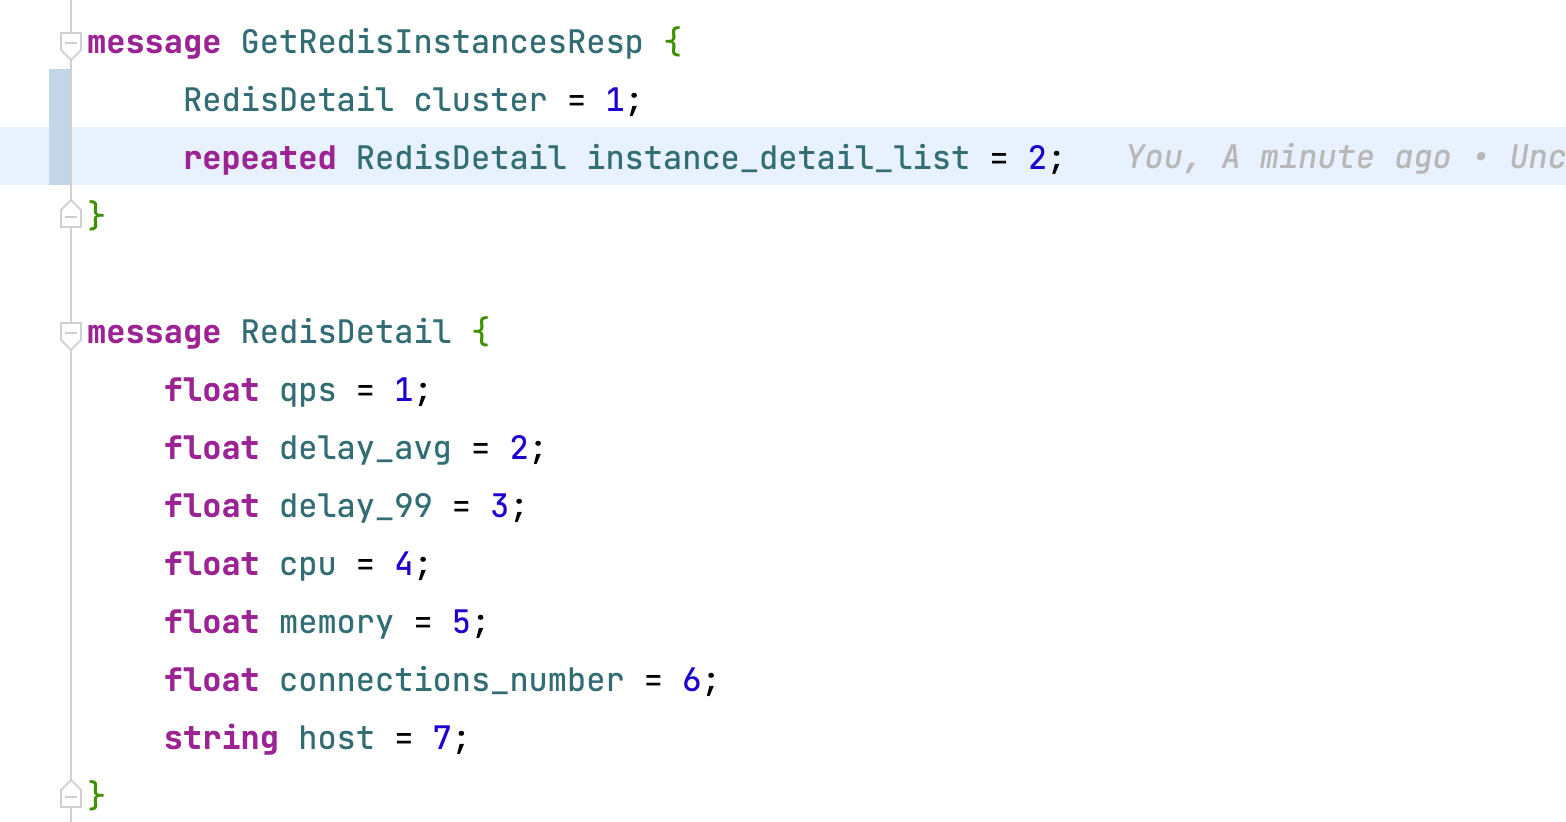 message GetRedisInstancesResp {
     RedisDetail cluster = 1;
     repeated RedisDetail instance_detail_list = 2;   You, A minute ago •
}

message RedisDetail {
    float qps = 1;
    float delay_avg = 2;
    float delay_99 = 3;
    float cpu = 4;
    float memory = 5;
    float connections_number = 6;
    string host = 7;
}